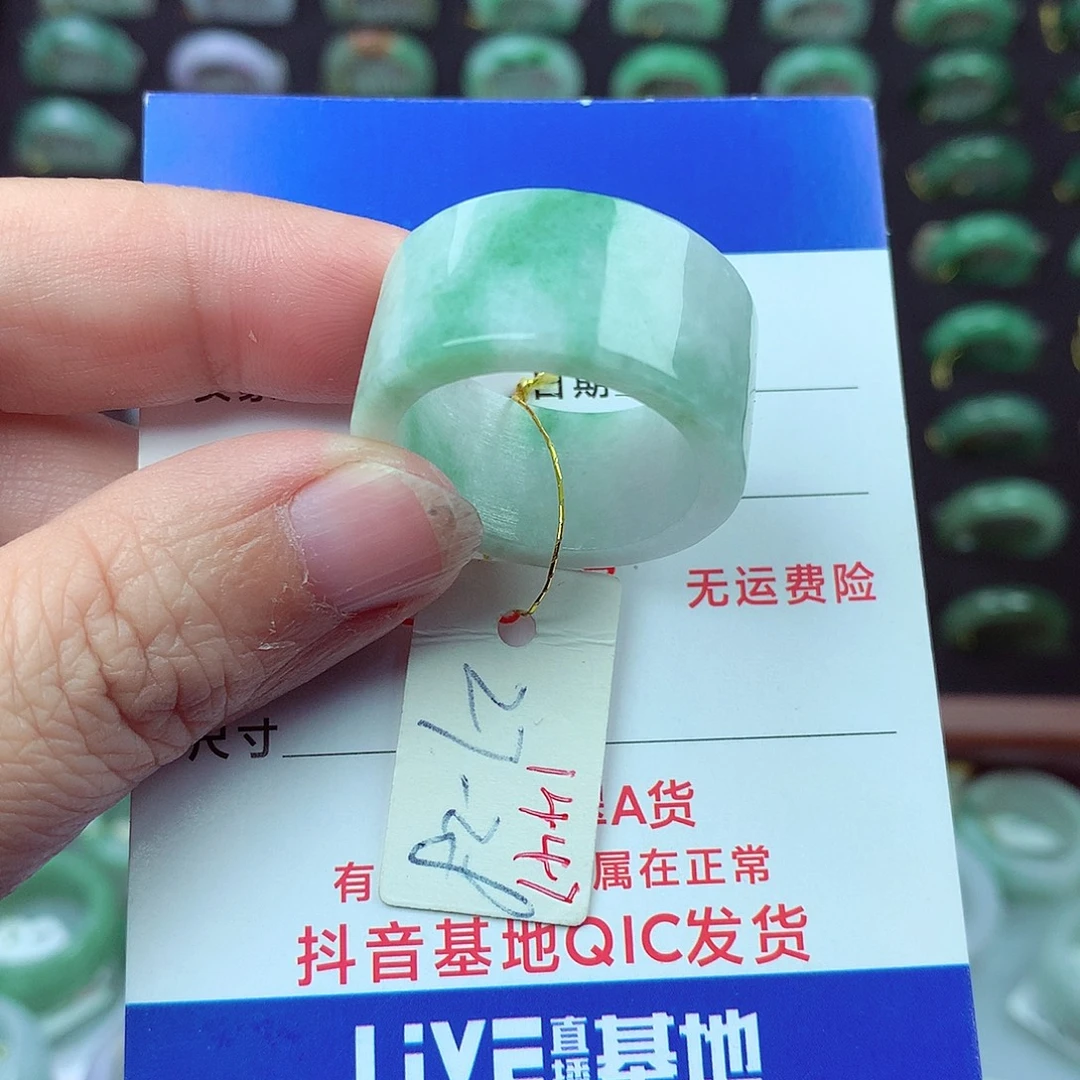 日期
无运费险
尺寸
A货
有 属在正常
抖音基地QIC发货
LiVE直播基地
1447